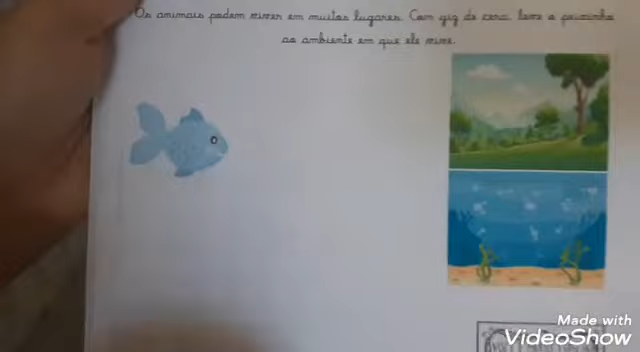 Os animais podem viver em muitos lugares. Com giz de cera, leve o peixinho
ao ambiente em que ele vive.
Made with
VideoShow